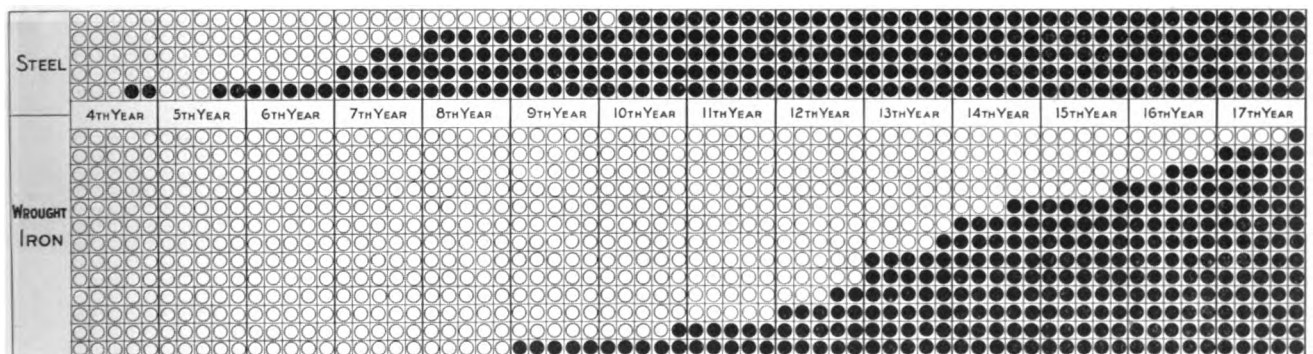 STEEL
4TH YEAR 5TH YEAR 6TH YEAR 7TH YEAR 8TH YEAR 9TH YEAR 10TH YEAR 11TH YEAR 12TH YEAR 13TH YEAR 14TH YEAR 15TH YEAR 16TH YEAR 17TH YEAR
WROUGHT
IRON